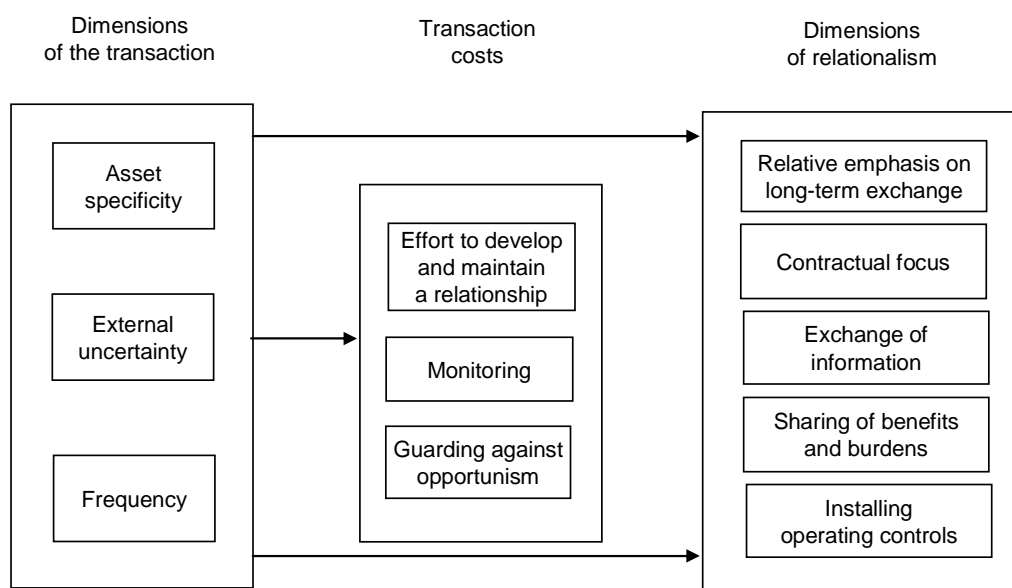 Dimensions
of the transaction
Transaction
costs
Dimensions
of relationalism
Asset
specificity
External
uncertainty
Frequency
Effort to develop
and maintain
a relationship
Monitoring
Guarding against
opportunism
Relative emphasis on
long-term exchange
Contractual focus
Exchange of
information
Sharing of benefits
and burdens
Installing
operating controls